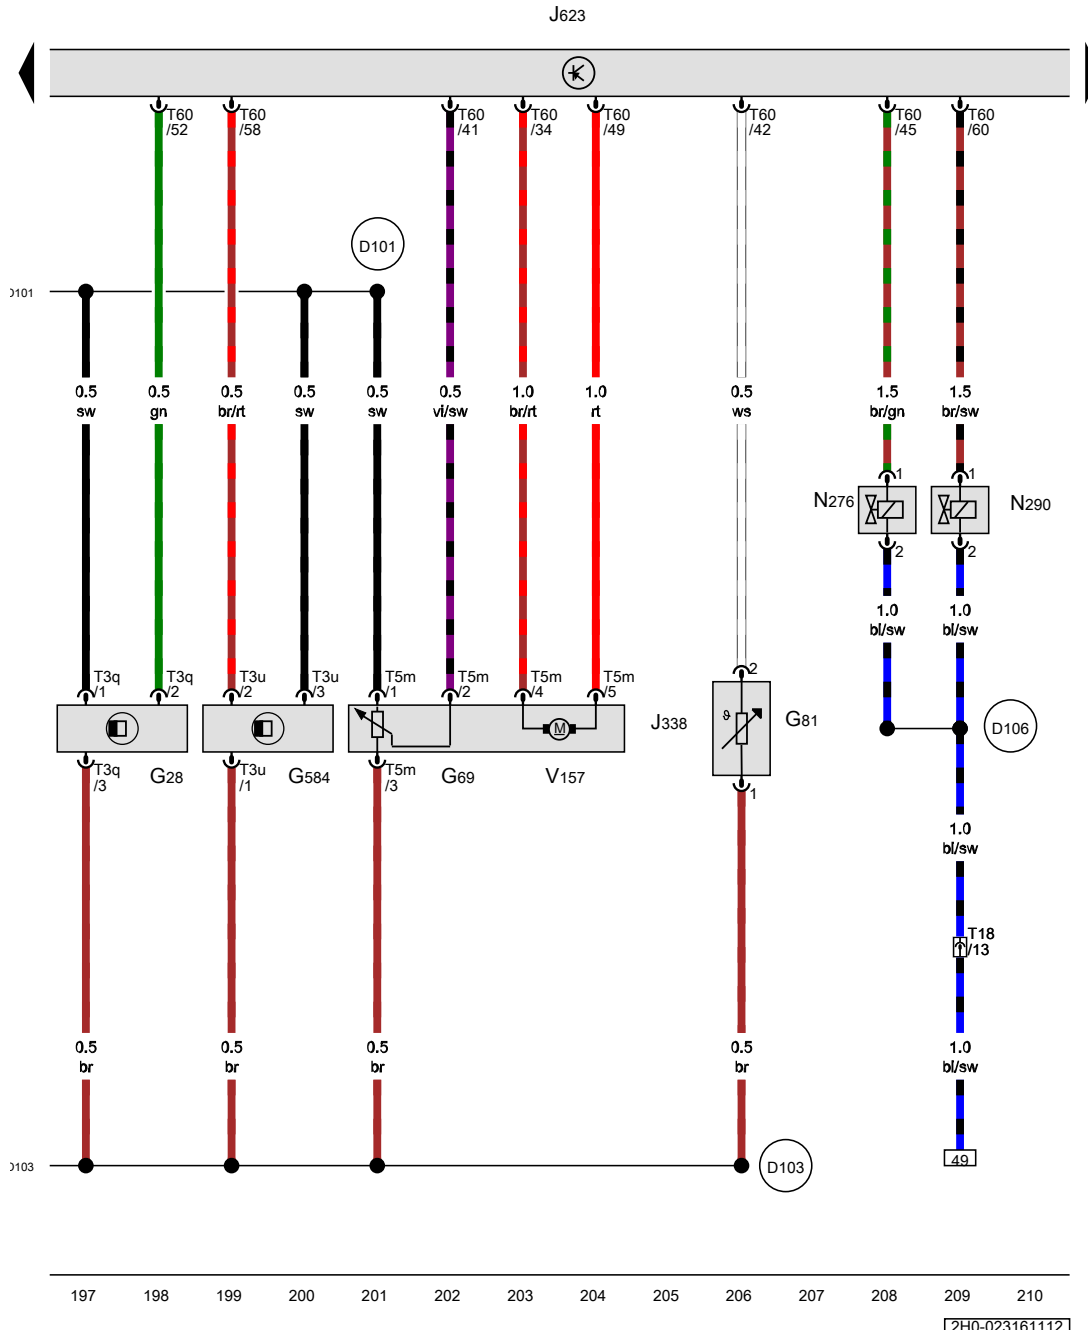 J623
T60 T60 T60 T60 T60 T60 T60 T60
/52 /58 /41 /34 /49 /42 /45 /60
D101
D101
0.5 0.5 0.5 0.5 0.5 0.5 1.0 1.0 0.5 1.5 1.5
sw gn br/rt sw sw vi/sw br/rt rt ws br/gn br/sw
1 1
N276 N290
2 2
1.0 1.0
bl/sw bl/sw
2
T3q T3q T3u T3u T5m T5m T5m T5m
/1 /2 /2 /3 /1 /2 /4 /5
M J338 ϑ G81 D106
T3q T3u T5m
/3 G28 /1 G584 /3 G69 V157
1
1.0
bl/sw
T18
/13
0.5 0.5 0.5 0.5 1.0
br br br br bl/sw
D103 D103 49
197 198 199 200 201 202 203 204 205 206 207 208 209 210
2H0-023161112